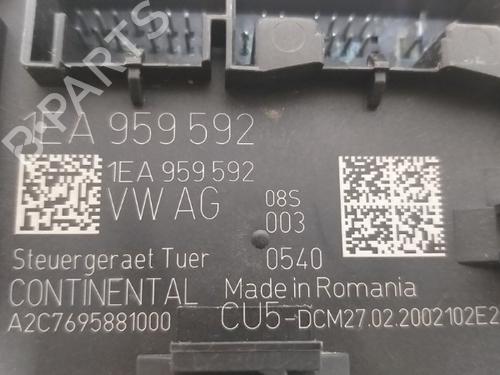 1EA 959 592
1EA 959 592
VW AG 08S
003
Steuergeraet Tuer 0540
CONTINENTAL Made in Romania
A2C7695881000 CU5-DCM27.02.2002102E2
B-PARTS